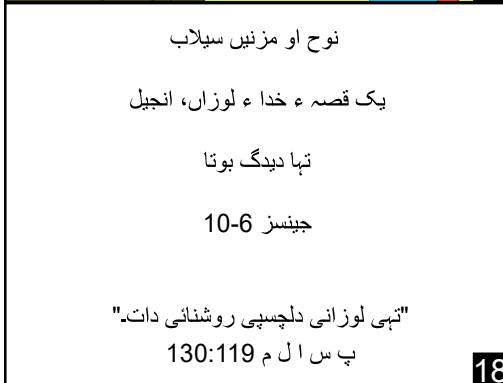 نوح او مزنیں سیلاب
یک قصہ ء خدا ء لوزاں، انجیل
تہا دیدگ بوتا
جینسز 6-10
"تہی لوزانی دلچسپی روشنائی دات۔"
پ س ا ل م 130:119
18